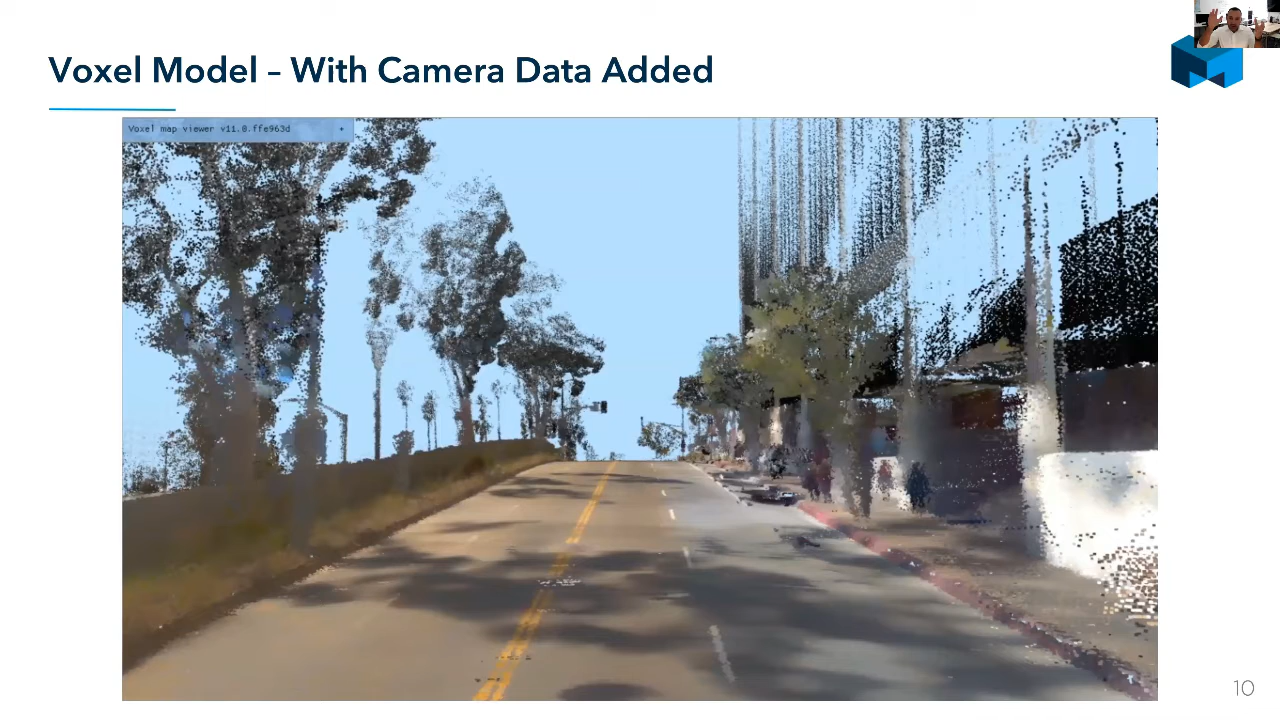 Voxel Model – With Camera Data Added
Voxel map viewer v11.0.ffe963d +
10